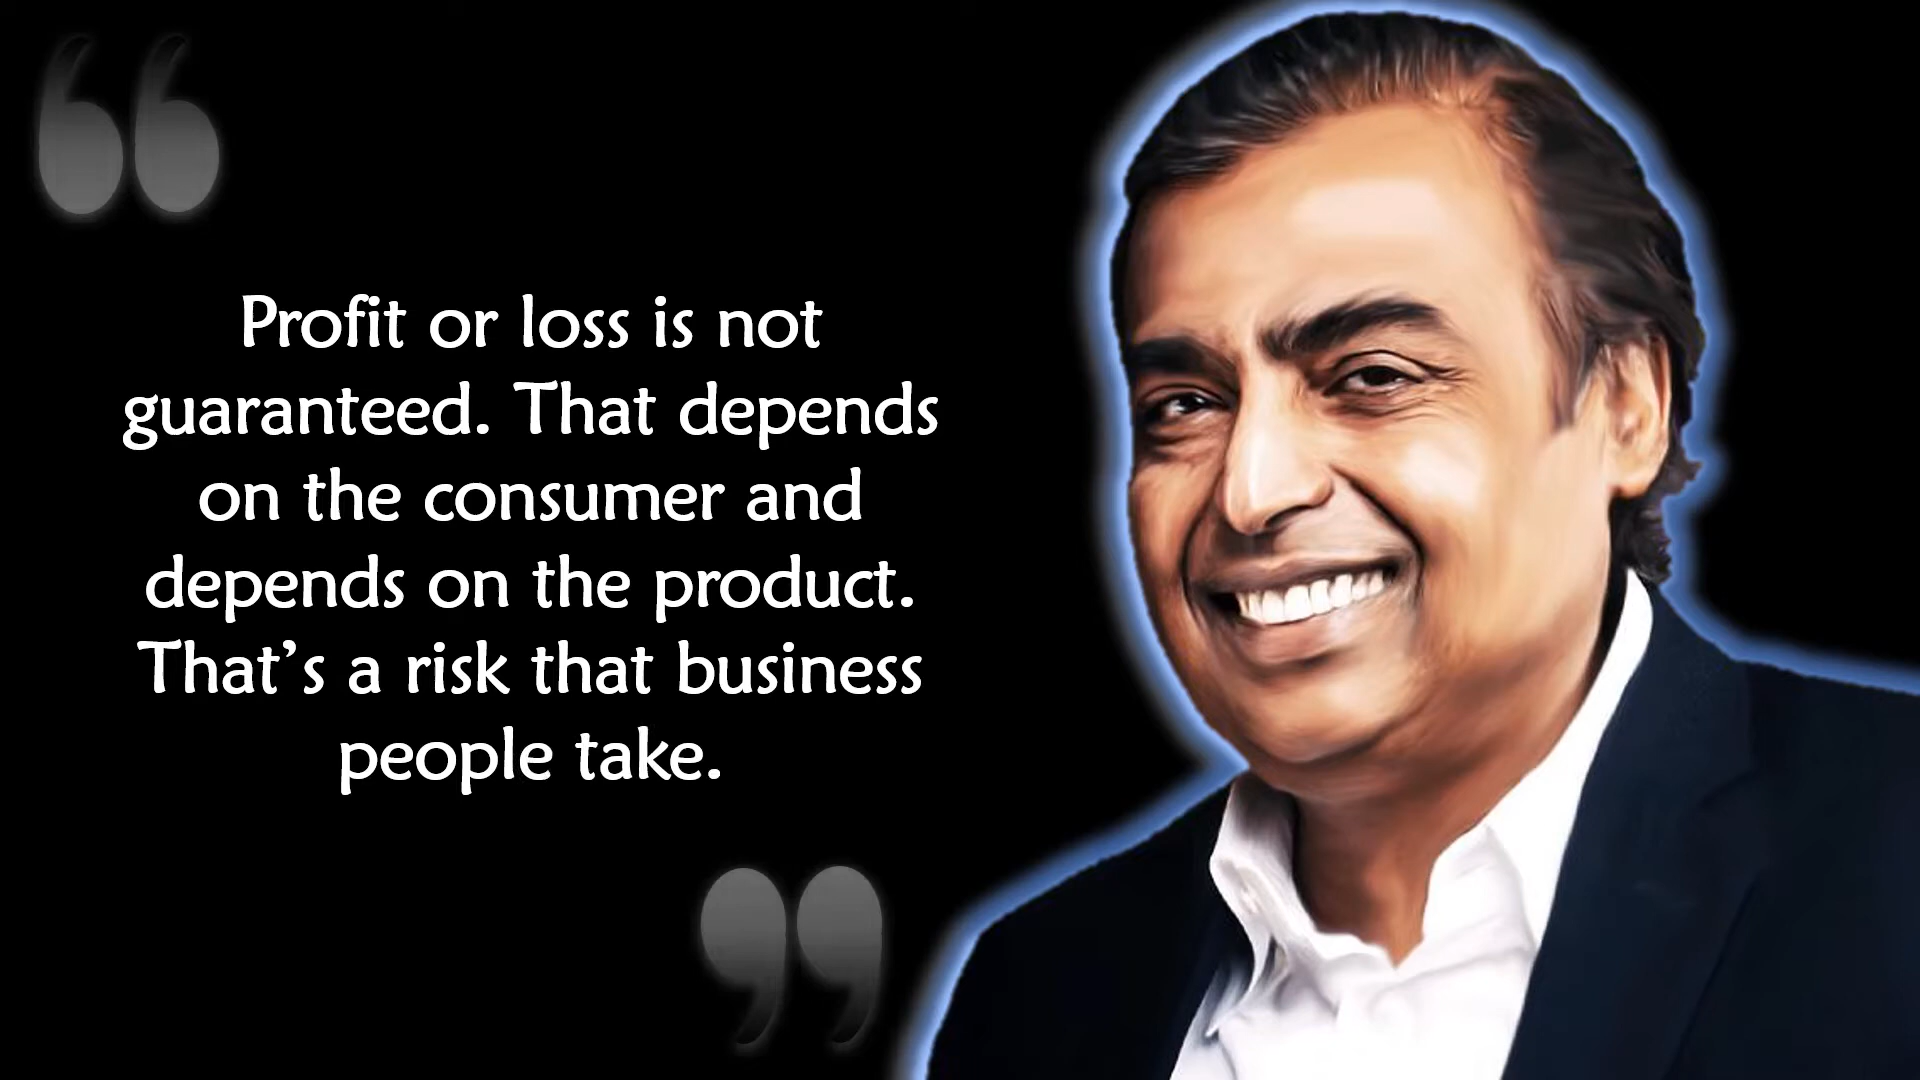 Profit or loss is not
guaranteed. That depends
on the consumer and
depends on the product.
That’s a risk that business
people take.